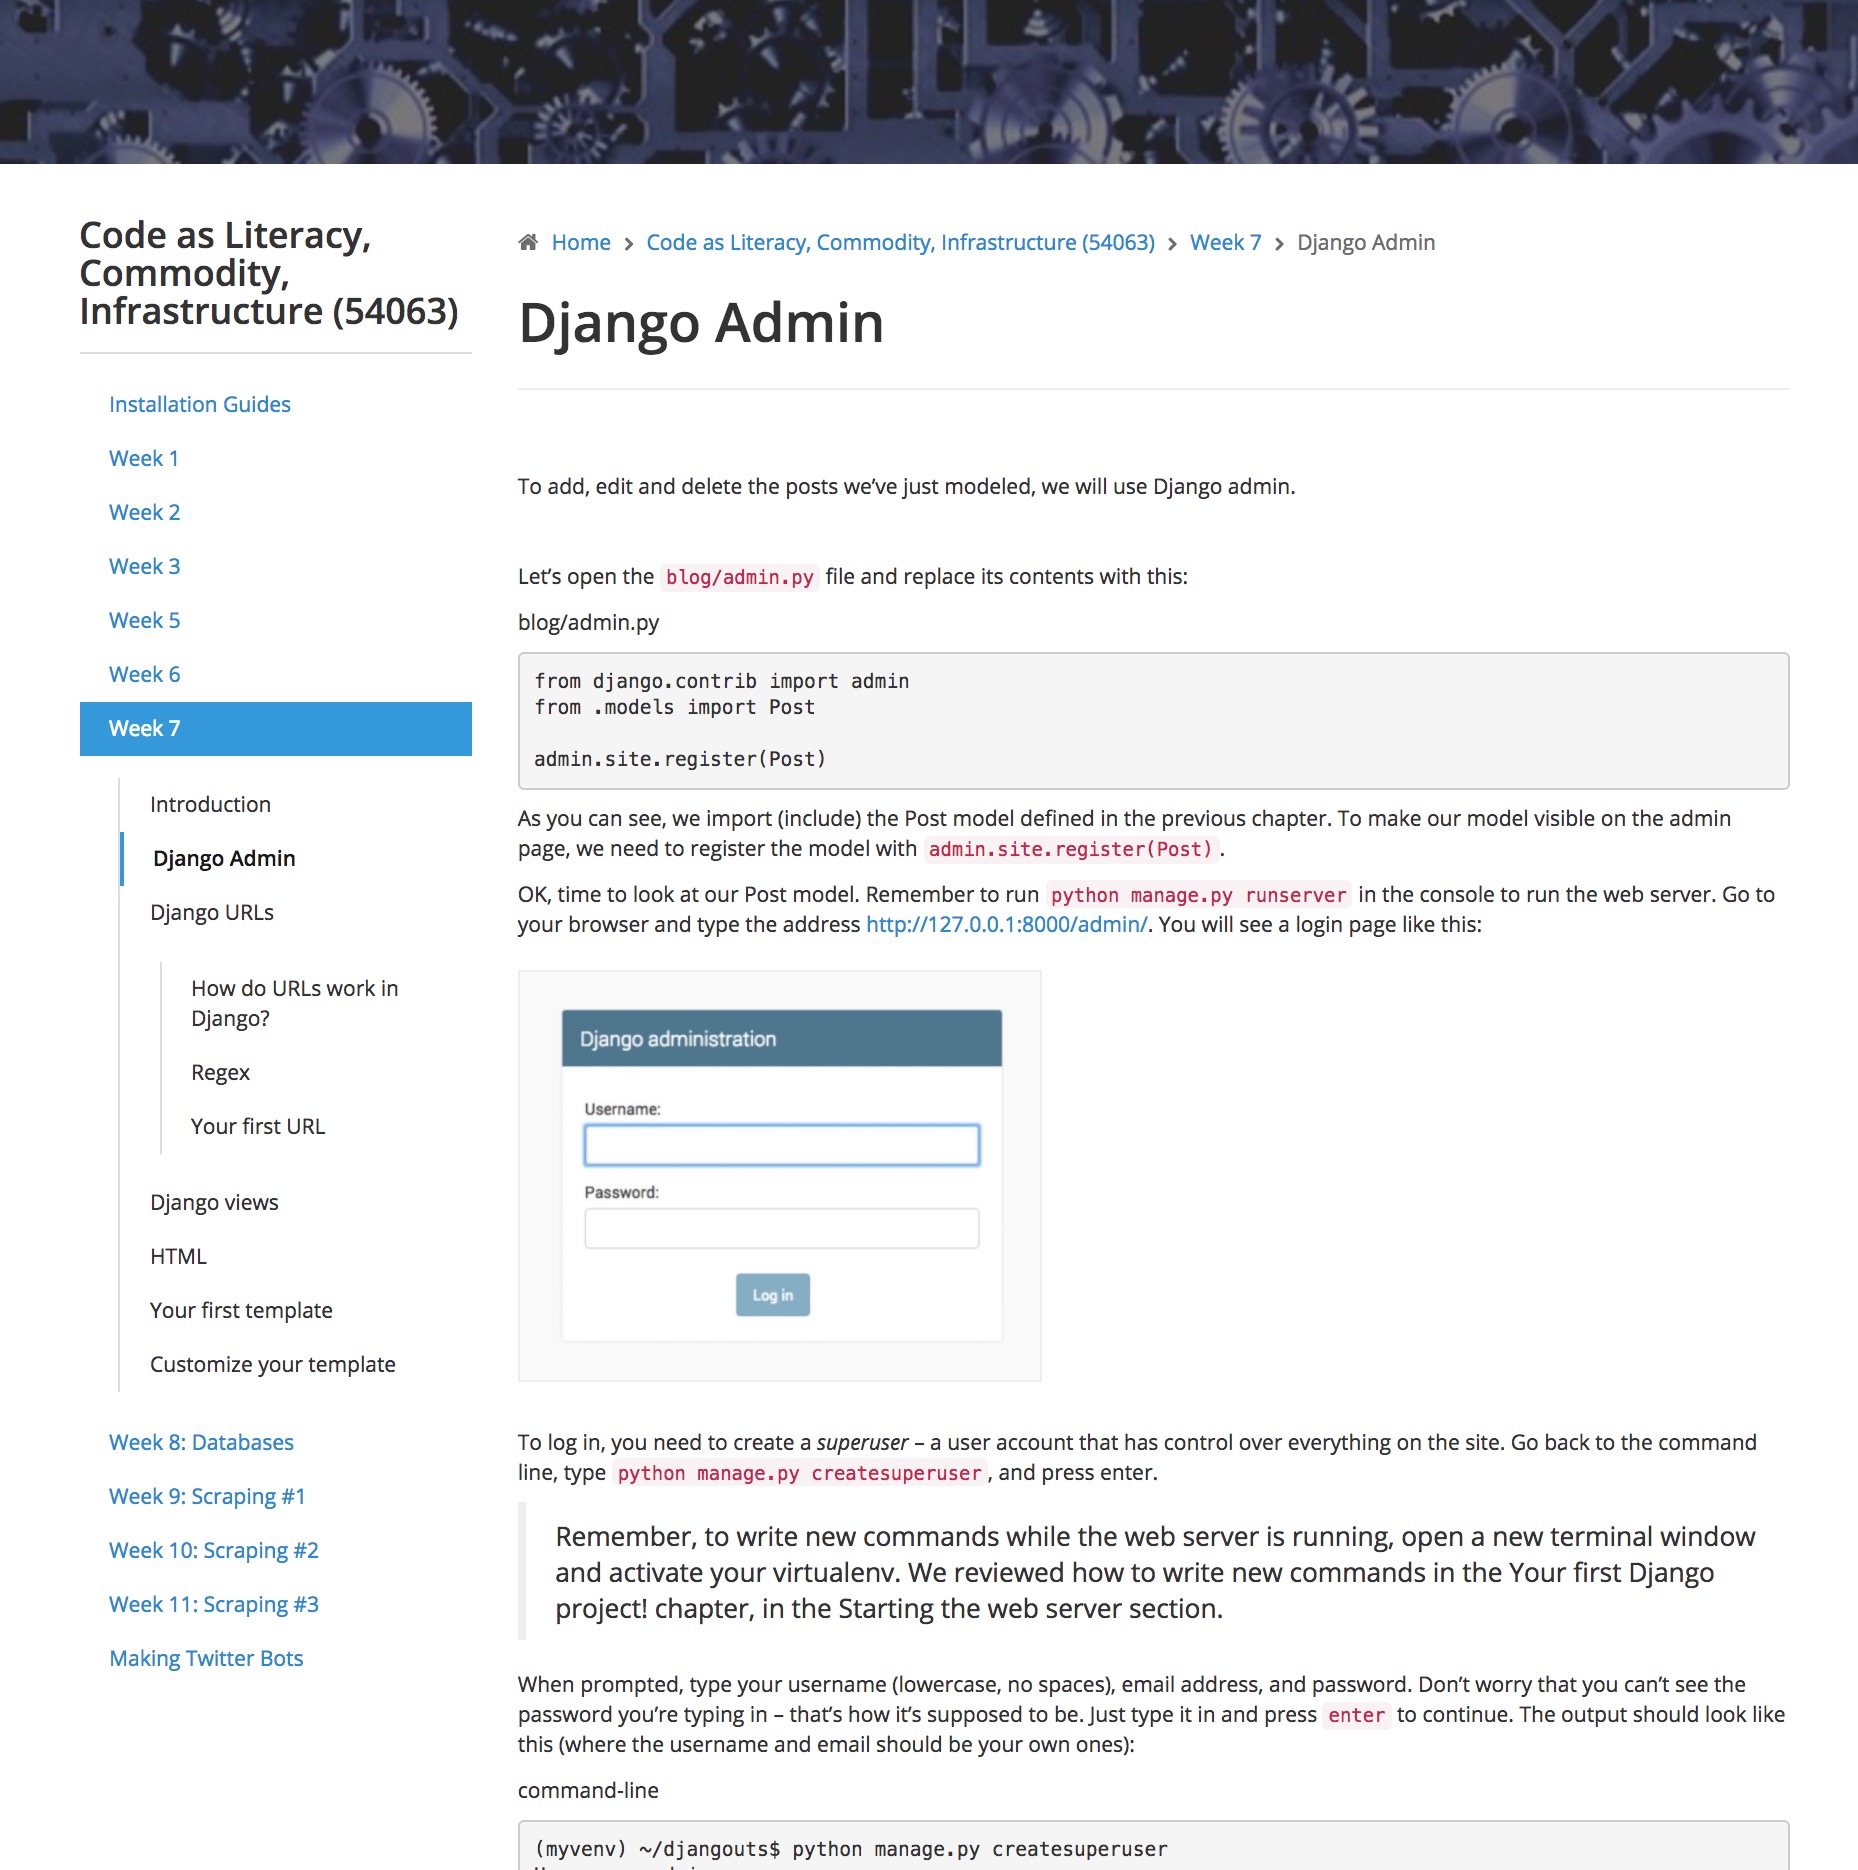 Code as Literacy,
Commodity,
Infrastructure (54063)
Installation Guides
Week 1
Week 2
Week 3
Week 5
Week 6
Week 7
Introduction
Django Admin
Django URLs
How do URLs work in
Django?
Regex
Your first URL
Django views
HTML
Your first template
Customize your template
Week 8: Databases
Week 9: Scraping #1
Week 10: Scraping #2
Week 11: Scraping #3
Making Twitter Bots
Home > Code as Literacy, Commodity, Infrastructure (54063) > Week 7 > Django Admin
Django Admin
To add, edit and delete the posts we’ve just modeled, we will use Django admin.
Let’s open the blog/admin.py file and replace its contents with this:
blog/admin.py
from django.contrib import admin
from .models import Post
admin.site.register(Post)
As you can see, we import (include) the Post model defined in the previous chapter. To make our model visible on the admin
page, we need to register the model with admin.site.register(Post).
OK, time to look at our Post model. Remember to run python manage.py runserver in the console to run the web server. Go to
your browser and type the address http://127.0.0.1:8000/admin/. You will see a login page like this:
Django administration
Username:
Password:
Log in
To log in, you need to create a superuser – a user account that has control over everything on the site. Go back to the command
line, type python manage.py createsuperuser, and press enter.
Remember, to write new commands while the web server is running, open a new terminal window
and activate your virtualenv. We reviewed how to write new commands in the Your first Django
project! chapter, in the Starting the web server section.
When prompted, type your username (lowercase, no spaces), email address, and password. Don’t worry that you can’t see the
password you’re typing in – that’s how it’s supposed to be. Just type it in and press enter to continue. The output should look like
this (where the username and email should be your own ones):
command-line
(myvenv) ~/djangouts$ python manage.py createsuperuser